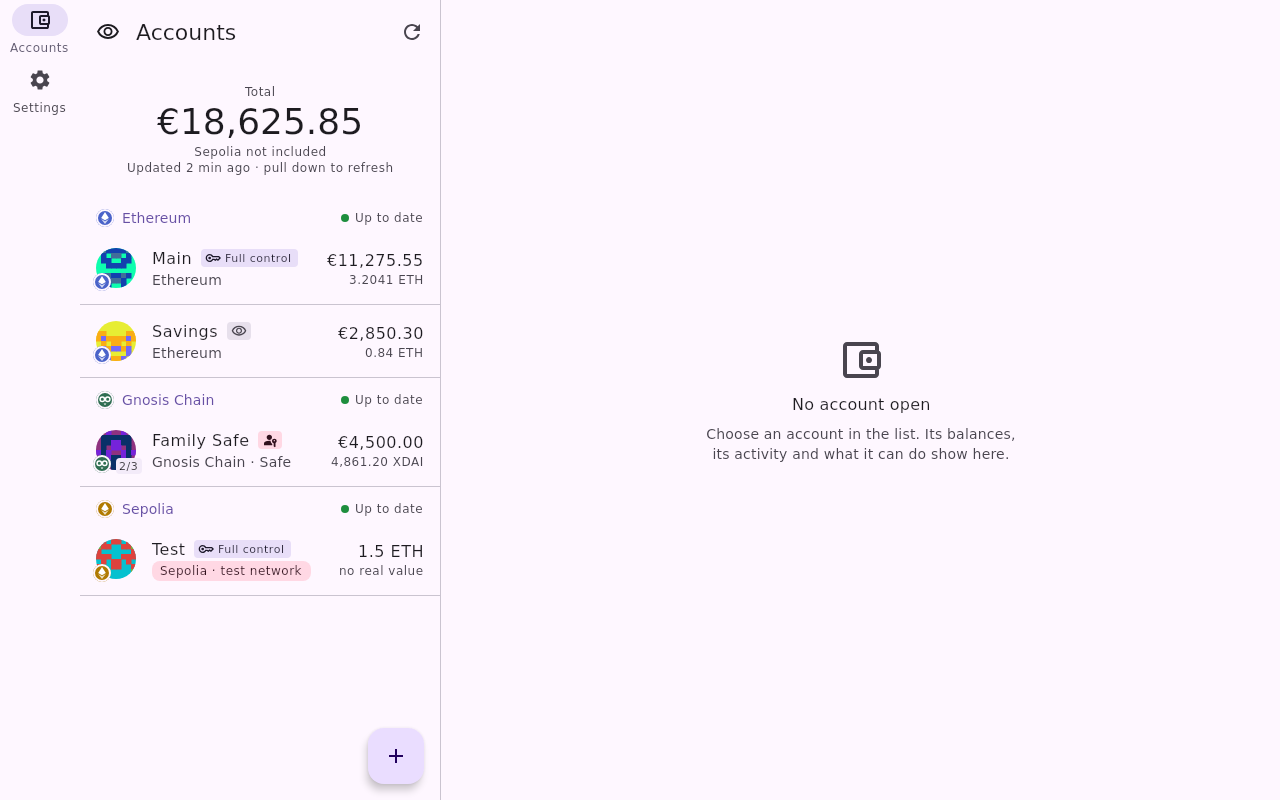 Accounts
Settings
Accounts
Total
€18,625.85
Sepolia not included
Updated 2 min ago · pull down to refresh
Ethereum
Up to date
Main
Full control
€11,275.55
Ethereum
3.2041 ETH
Savings
€2,850.30
Ethereum
0.84 ETH
Gnosis Chain
Up to date
Family Safe
€4,500.00
2/3
Gnosis Chain · Safe
4,861.20 XDAI
Sepolia
Up to date
Test
Full control
1.5 ETH
Sepolia · test network
no real value
No account open
Choose an account in the list. Its balances,
its activity and what it can do show here.